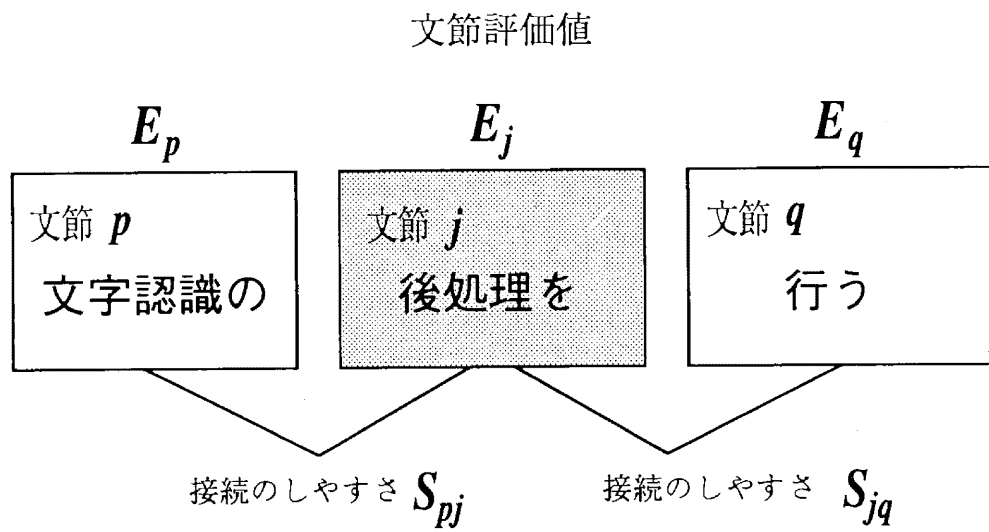 文節評価値
E_p E_j E_q
文節 p 文節 j 文節 q
文字認識の 後処理を 行う
接続のしやすさ S_pj 接続のしやすさ S_jq